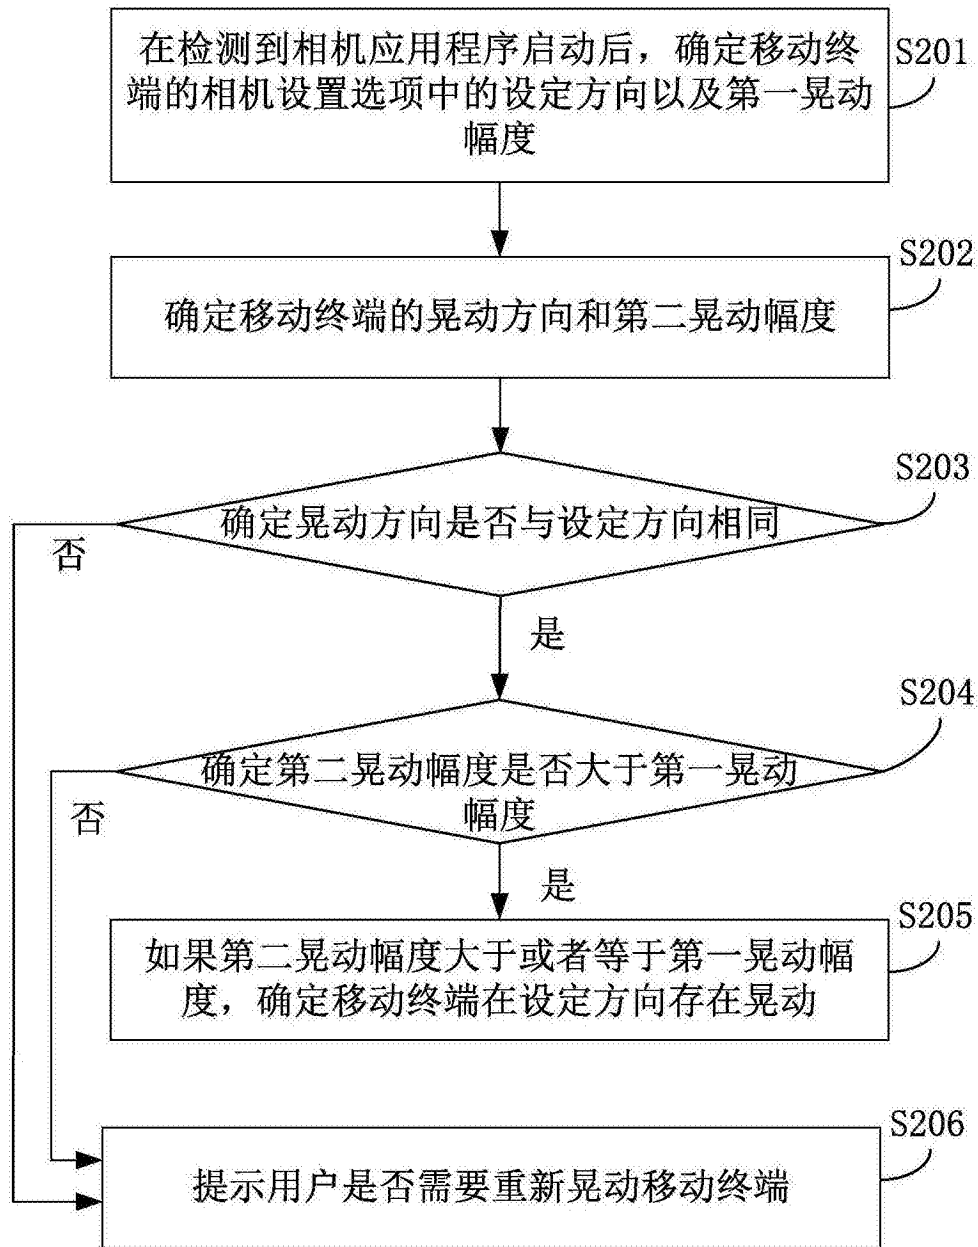 在检测到相机应用程序启动后，确定移动终
端的相机设置选项中的设定方向以及第一晃动
幅度
S201
确定移动终端的晃动方向和第二晃动幅度
S202
确定晃动方向是否与设定方向相同
S203
否
是
确定第二晃动幅度是否大于第一晃动
幅度
S204
否
是
如果第二晃动幅度大于或者等于第一晃动幅
度，确定移动终端在设定方向存在晃动
S205
提示用户是否需要重新晃动移动终端
S206